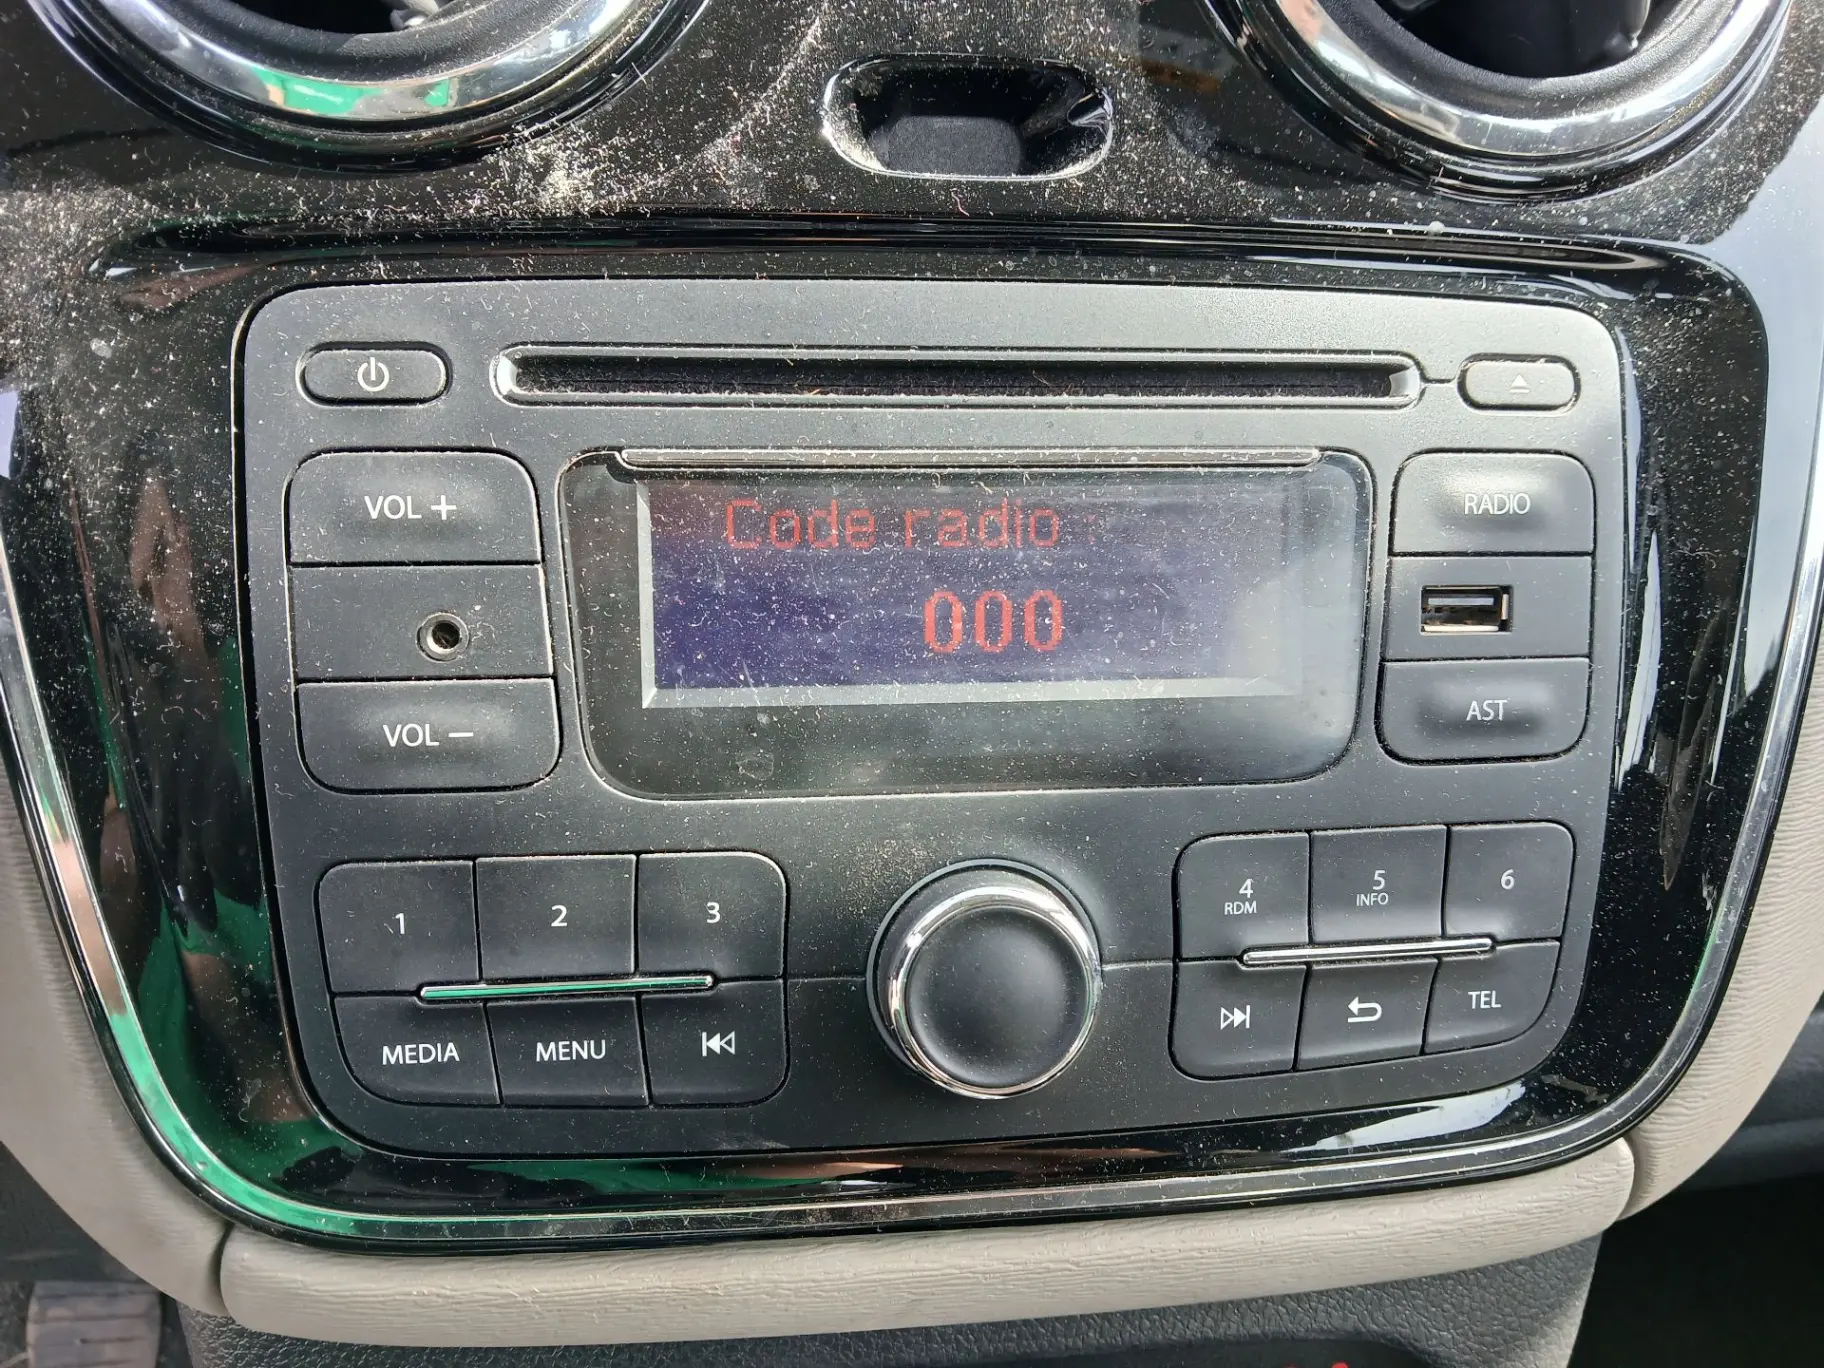 Code radio
000
VOL +
VOL −
RADIO
AST
1
2
3
MEDIA
MENU
4
RDM
5
INFO
6
TEL